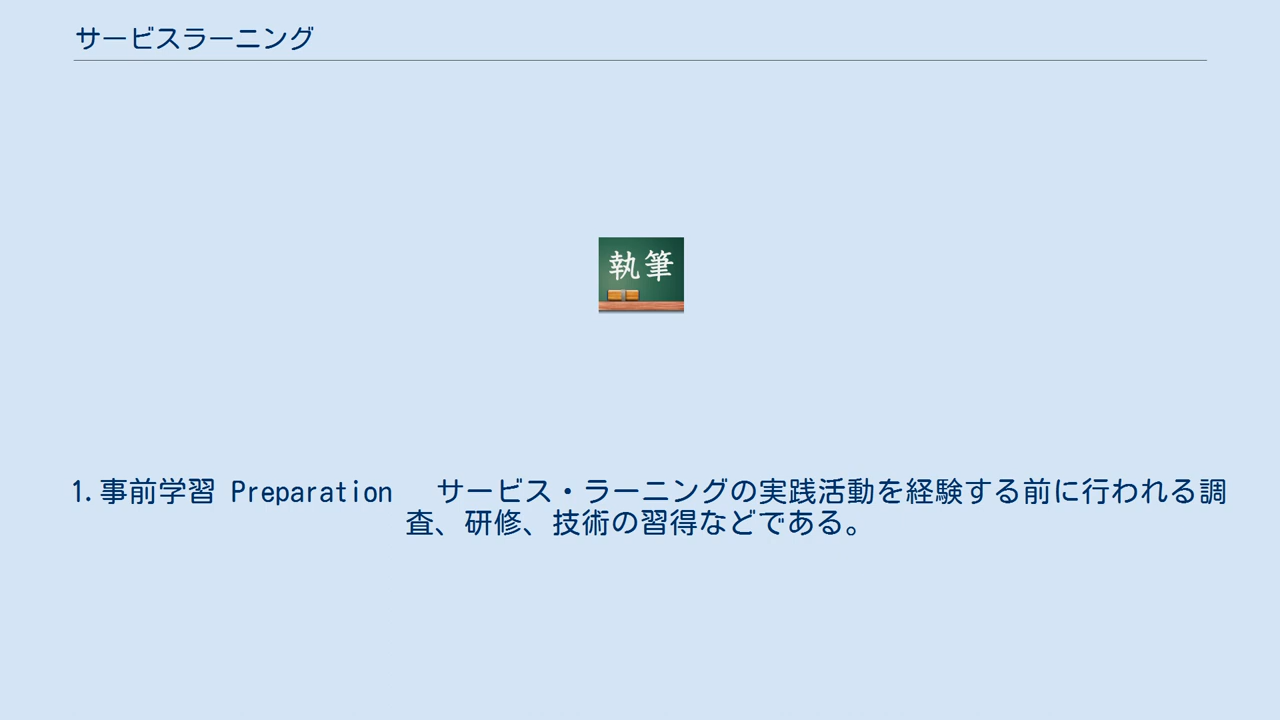 サービスラーニング
執筆
1.事前学習 Preparation　サービス・ラーニングの実践活動を経験する前に行われる調
査、研修、技術の習得などである。